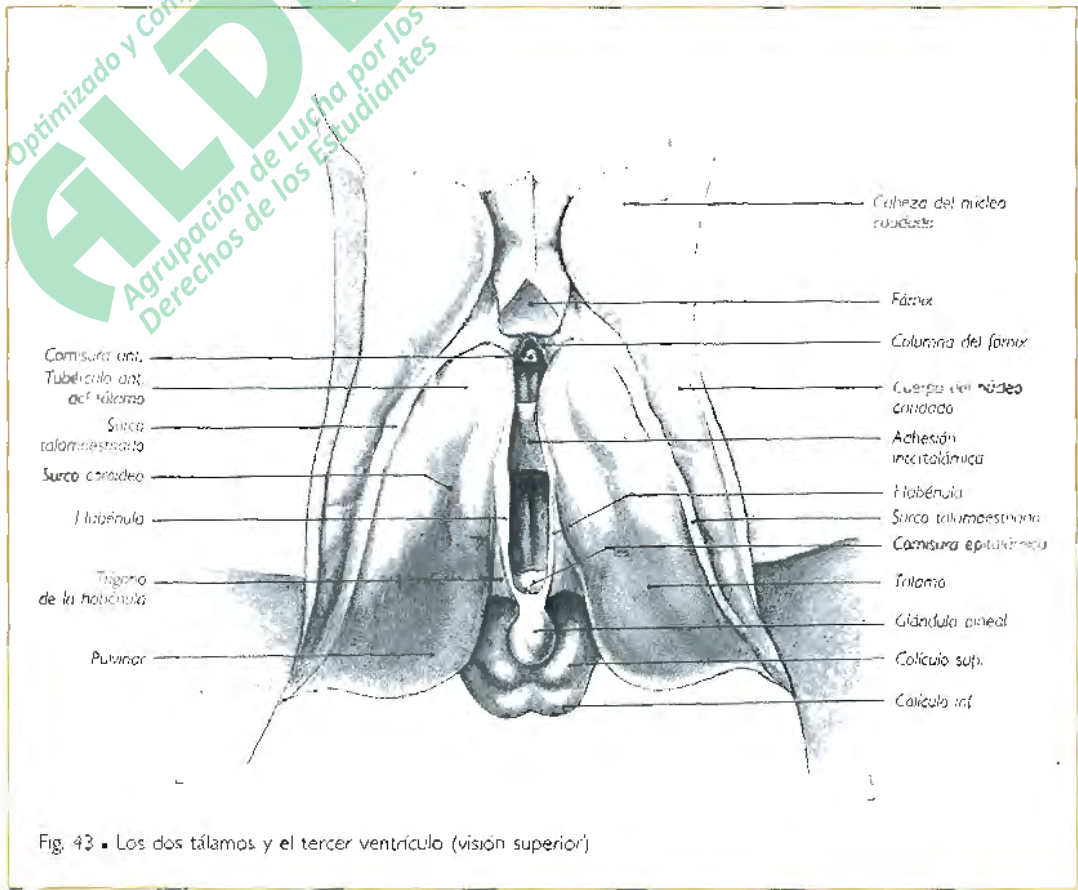 Optimizado y
ALDE
Agrupación de Lucha por los
Derechos de los Estudiantes
Comisura ant.
Tubérculo ant.
del tálamo
Surco
talamoestriado
Surco coroideo
Habénula
Trígono
de la habénula
Pulvinar
Cabeza del núcleo
caudado
Fórnix
Columna del fórnix
Cuerpo del núcleo
caudado
Adhesión
intertalámica
Habénula
Surco talamoestriado
Comisura epitalámica
Tálamo
Glándula pineal
Colículo sup.
Colículo inf.
Fig. 43 ▪ Los dos tálamos y el tercer ventrículo (visión superior)